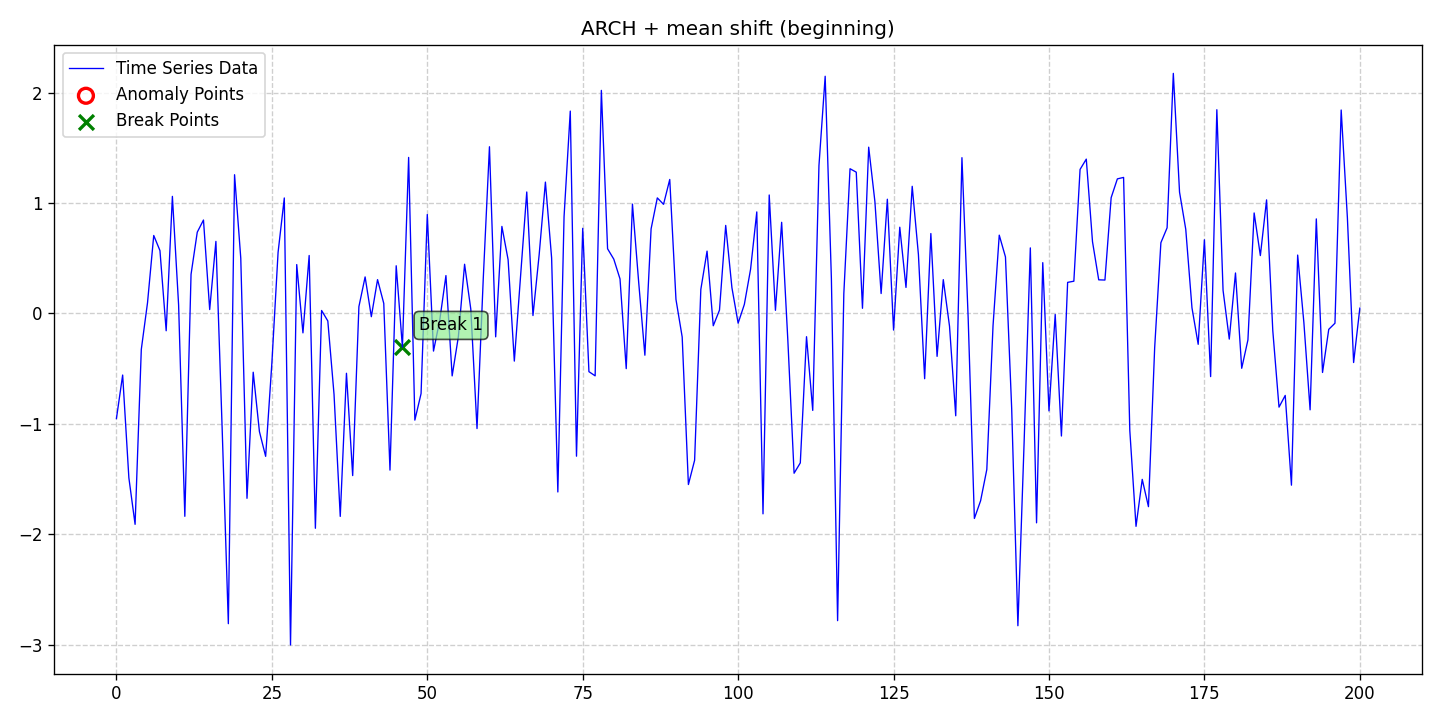 ARCH + mean shift (beginning)
Time Series Data
Anomaly Points
Break Points
Break 1
2
1
0
−1
−2
−3
0 25 50 75 100 125 150 175 200